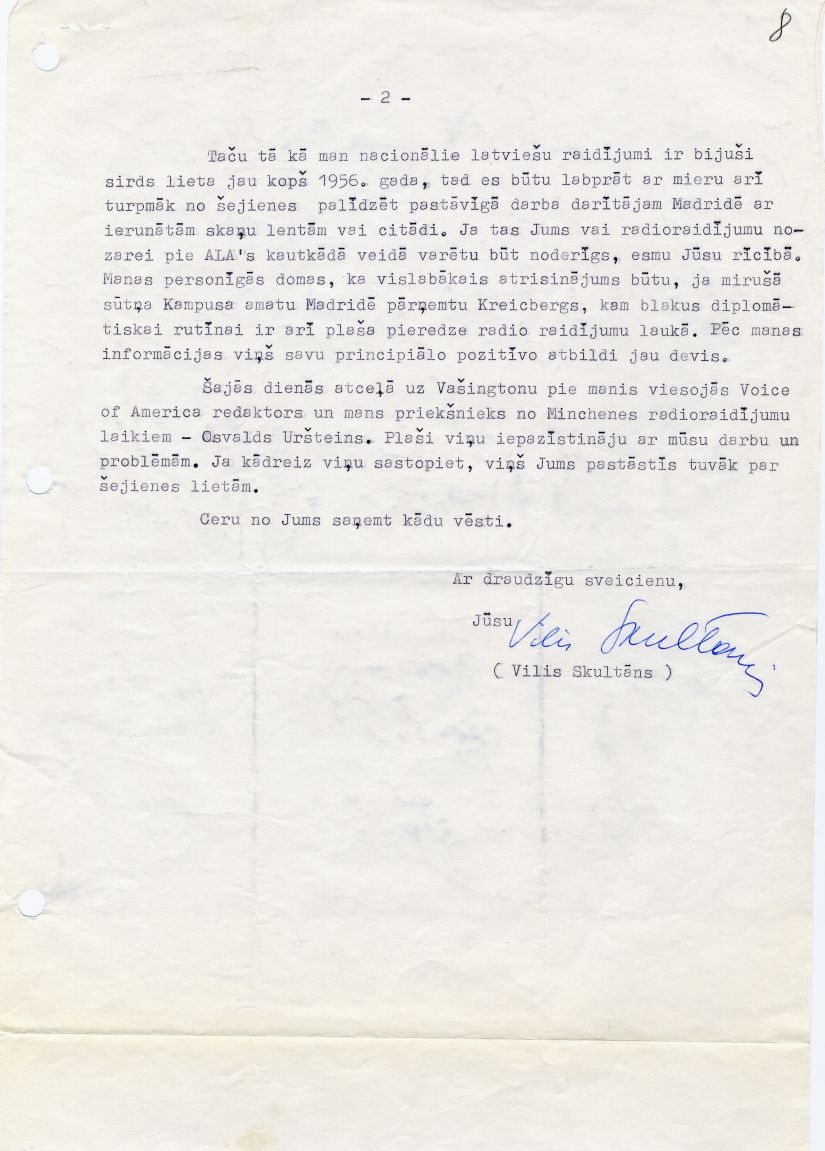 8
- 2 -
Taču tā kā man nacionālie latviešu raidījumi ir bijuši
sirds lieta jau kopš 1956. gada, tad es būtu labprāt ar mieru arī
turpmāk no šejienes palīdzēt pastāvīgā darba darītājam Madridē ar
ierunātām skaņu lentām vai citādi. Ja tas Jums vai radioraidījumu no-
zarei pie ALA's kautkādā veidā varētu būt noderīgs, esmu Jūsu rīcībā.
Manas personīgās domas, ka vislabākais atrisinājums būtu, ja mirušā
sūtņa Kampusa amatu Madridē pārņemtu Kreicbergs, kam blakus diplomā-
tiskai rutīnai ir arī plaša pieredze radio raidījumu laukā. Pēc manas
informācijas viņš savu principiālo pozitīvo atbildi jau devis.
Šajās dienās atceļā uz Vašingtonu pie manis viesojās Voice
of America redaktors un mans priekšnieks no Minchenes radioraidījumu
laikiem - Osvalds Uršteins. Plaši viņu iepazīstināju ar mūsu darbu un
problēmām. Ja kādreiz viņu sastopiet, viņš Jums pastāstīs tuvāk par
šejienes lietām.
Ceru no Jums saņemt kādu vēsti.
Ar draudzīgu sveicienu,
Jūsu Vilis Skultans
( Vilis Skultāns )